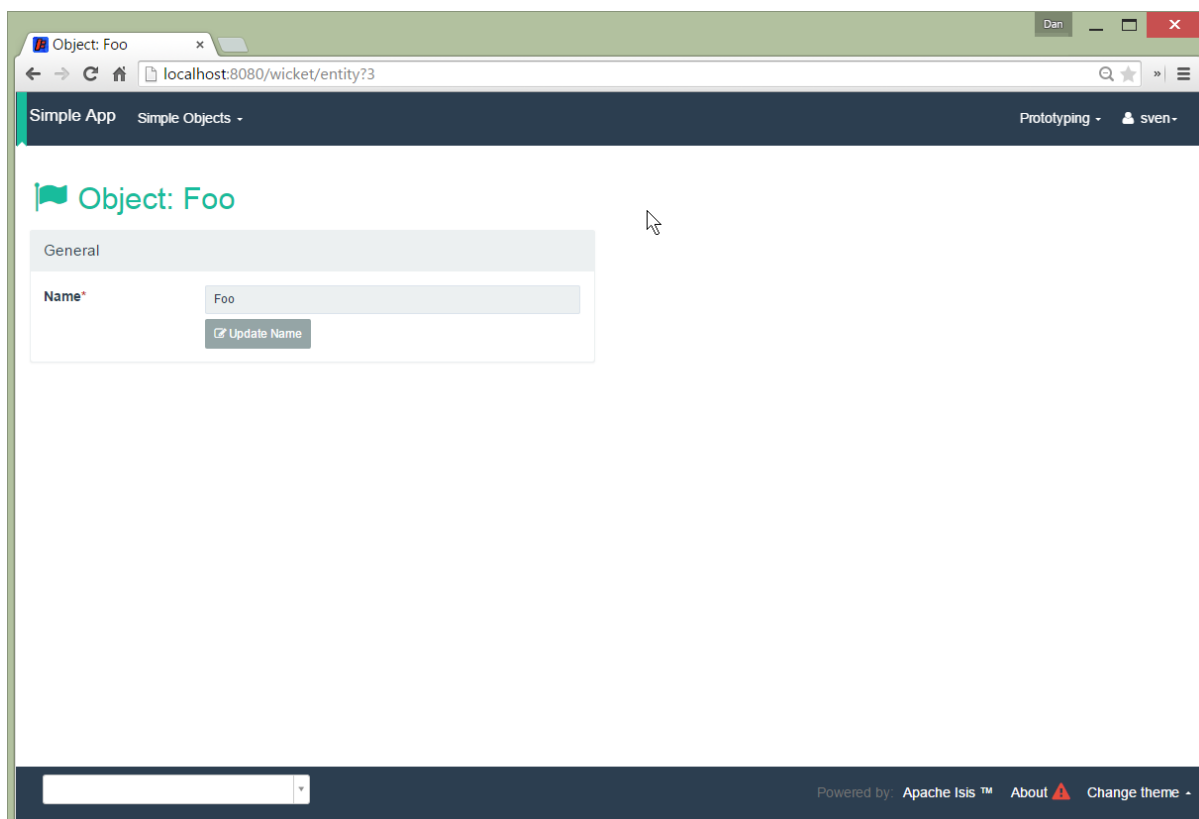 Dan
Object: Foo
localhost:8080/wicket/entity?3
Simple App Simple Objects Prototyping sven
Object: Foo
General
Name* Foo
Update Name
Powered by: Apache Isis ™ About Change theme